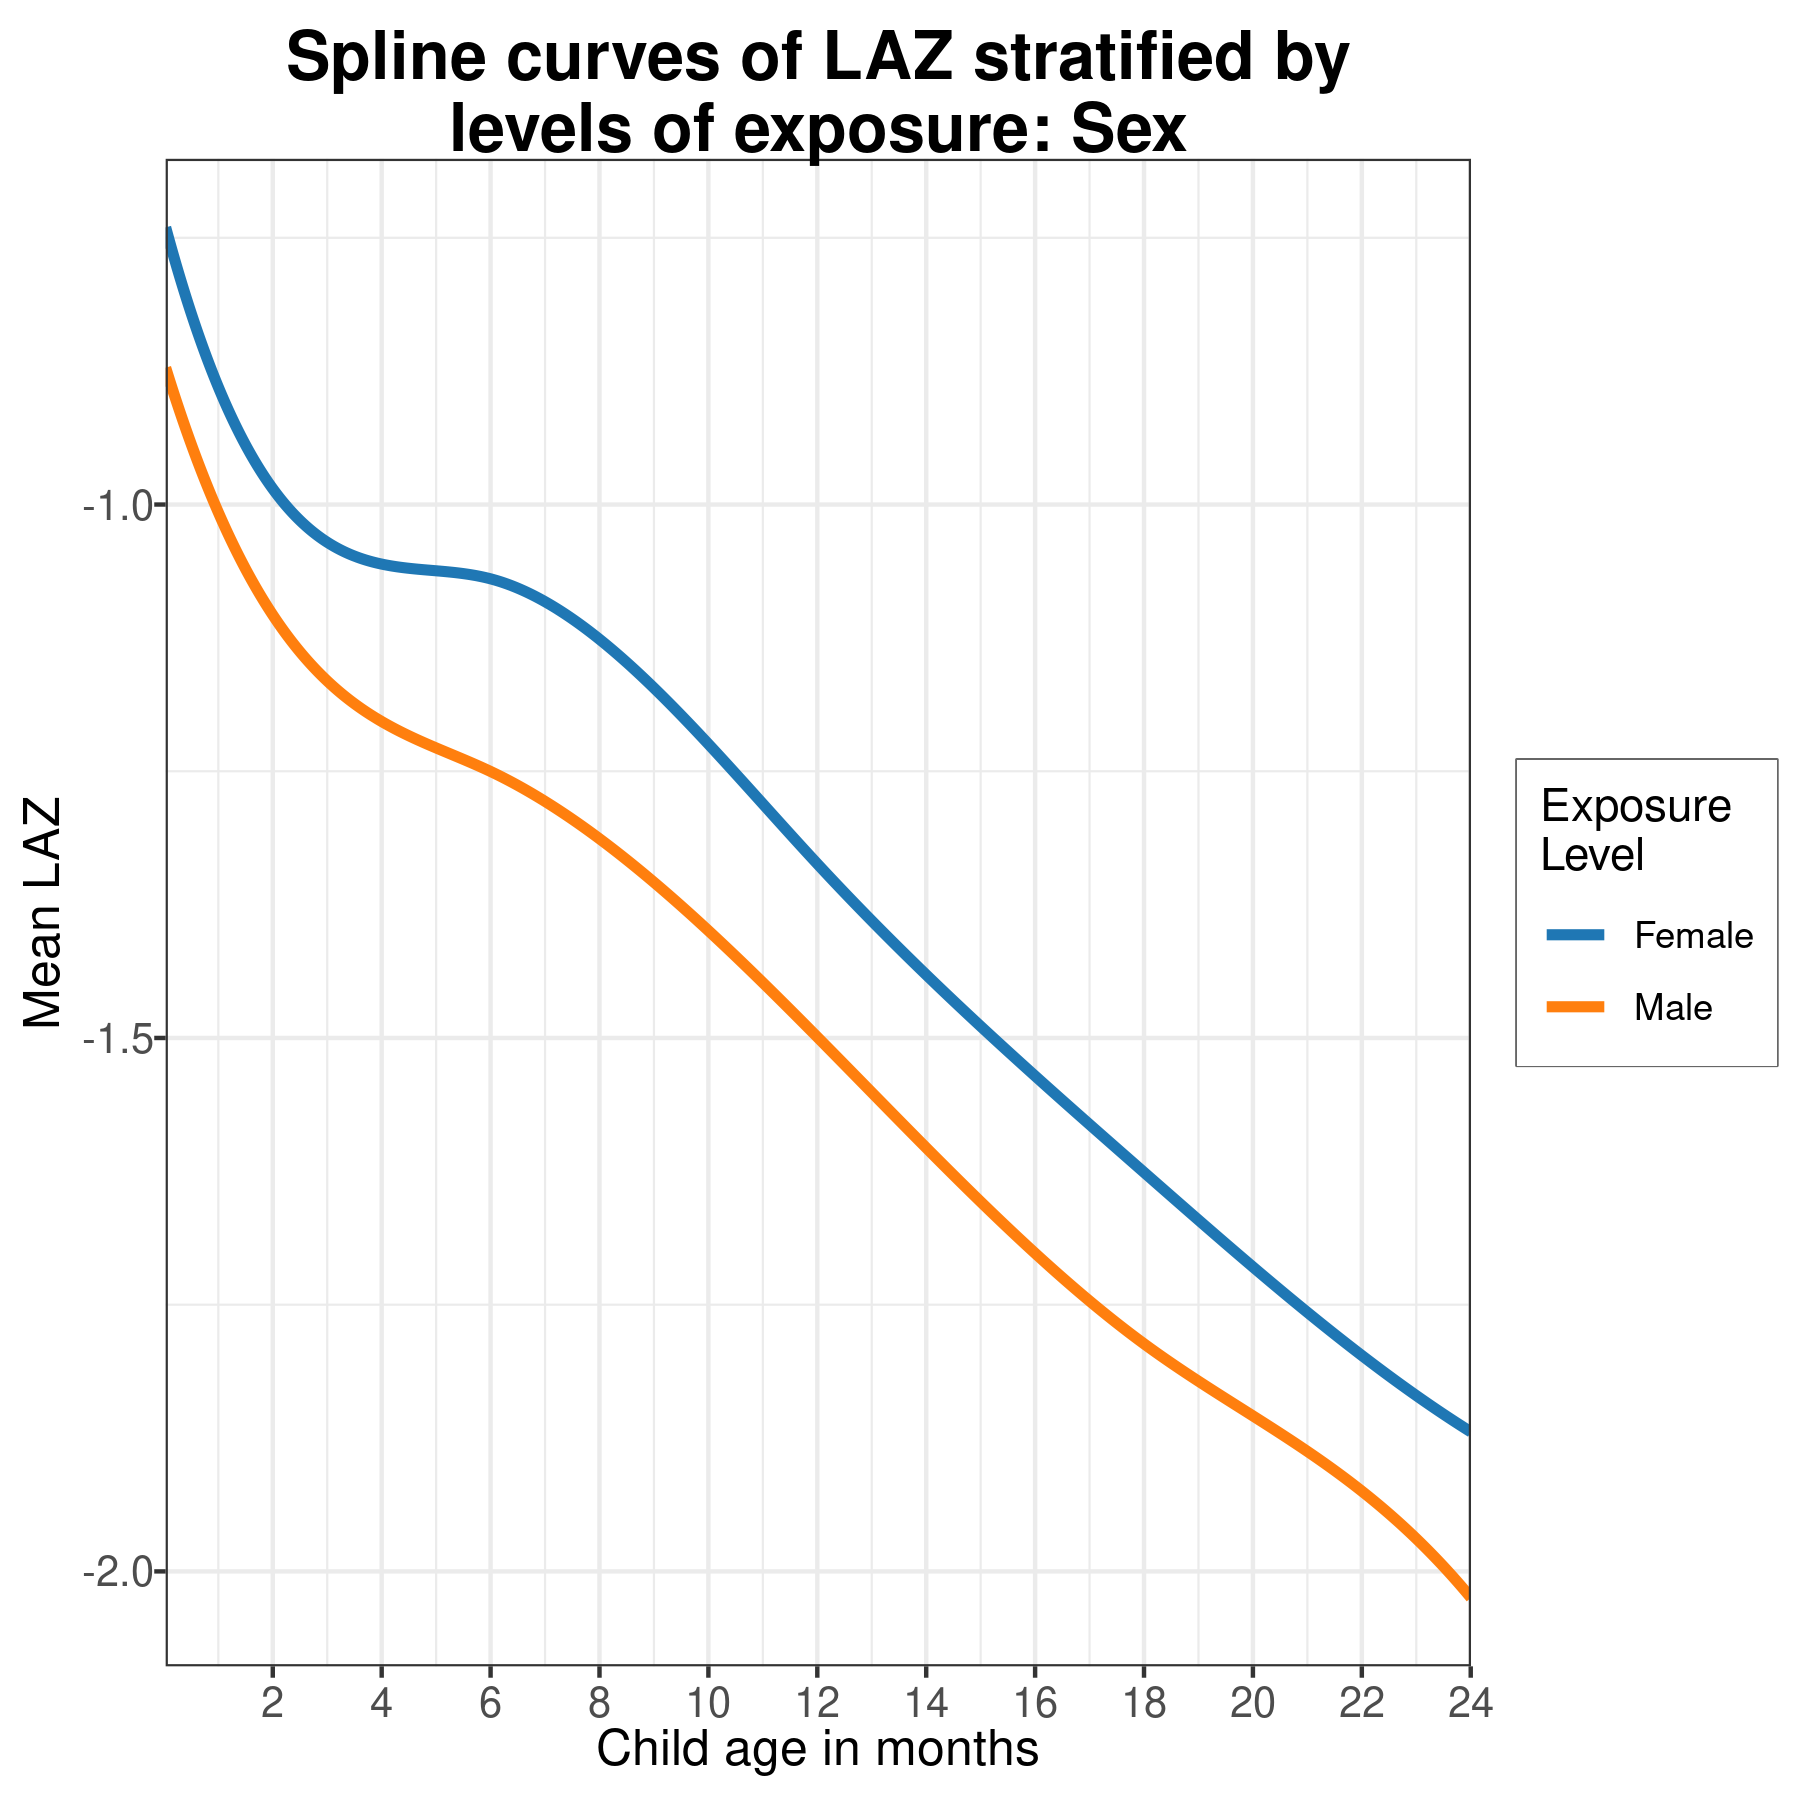 Spline curves of LAZ stratified by
levels of exposure: Sex
Mean LAZ
-1.0
-1.5
-2.0
2 4 6 8 10 12 14 16 18 20 22 24
Child age in months
Exposure
Level
Female
Male